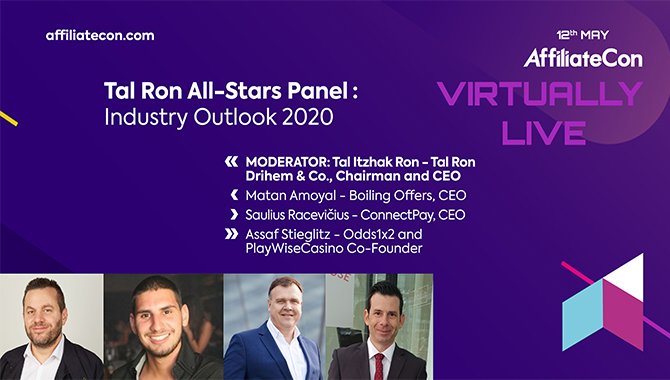 affiliatecon.com
12th MAY
AffiliateCon
VIRTUALLY
LIVE
Tal Ron All-Stars Panel :
Industry Outlook 2020
« MODERATOR: Tal Itzhak Ron - Tal Ron
Drihem & Co., Chairman and CEO
‹ Matan Amoyal - Boiling Offers, CEO
› Saulius Racevičius - ConnectPay, CEO
» Assaf Stieglitz - Odds1x2 and
PlayWiseCasino Co-Founder